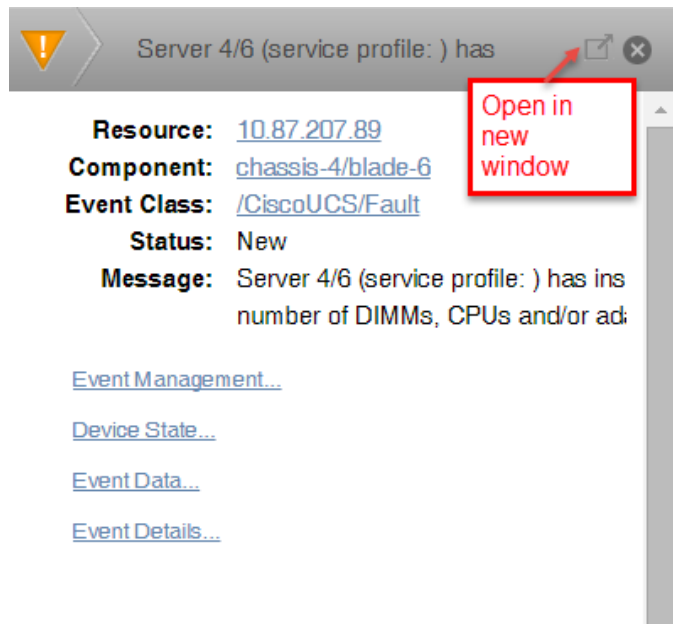 Server 4/6 (service profile: ) has
Open in
new
window
Resource: 10.87.207.89
Component: chassis-4/blade-6
Event Class: /CiscoUCS/Fault
Status: New
Message: Server 4/6 (service profile: ) has ins
number of DIMMs, CPUs and/or ada
Event Management...
Device State...
Event Data...
Event Details...